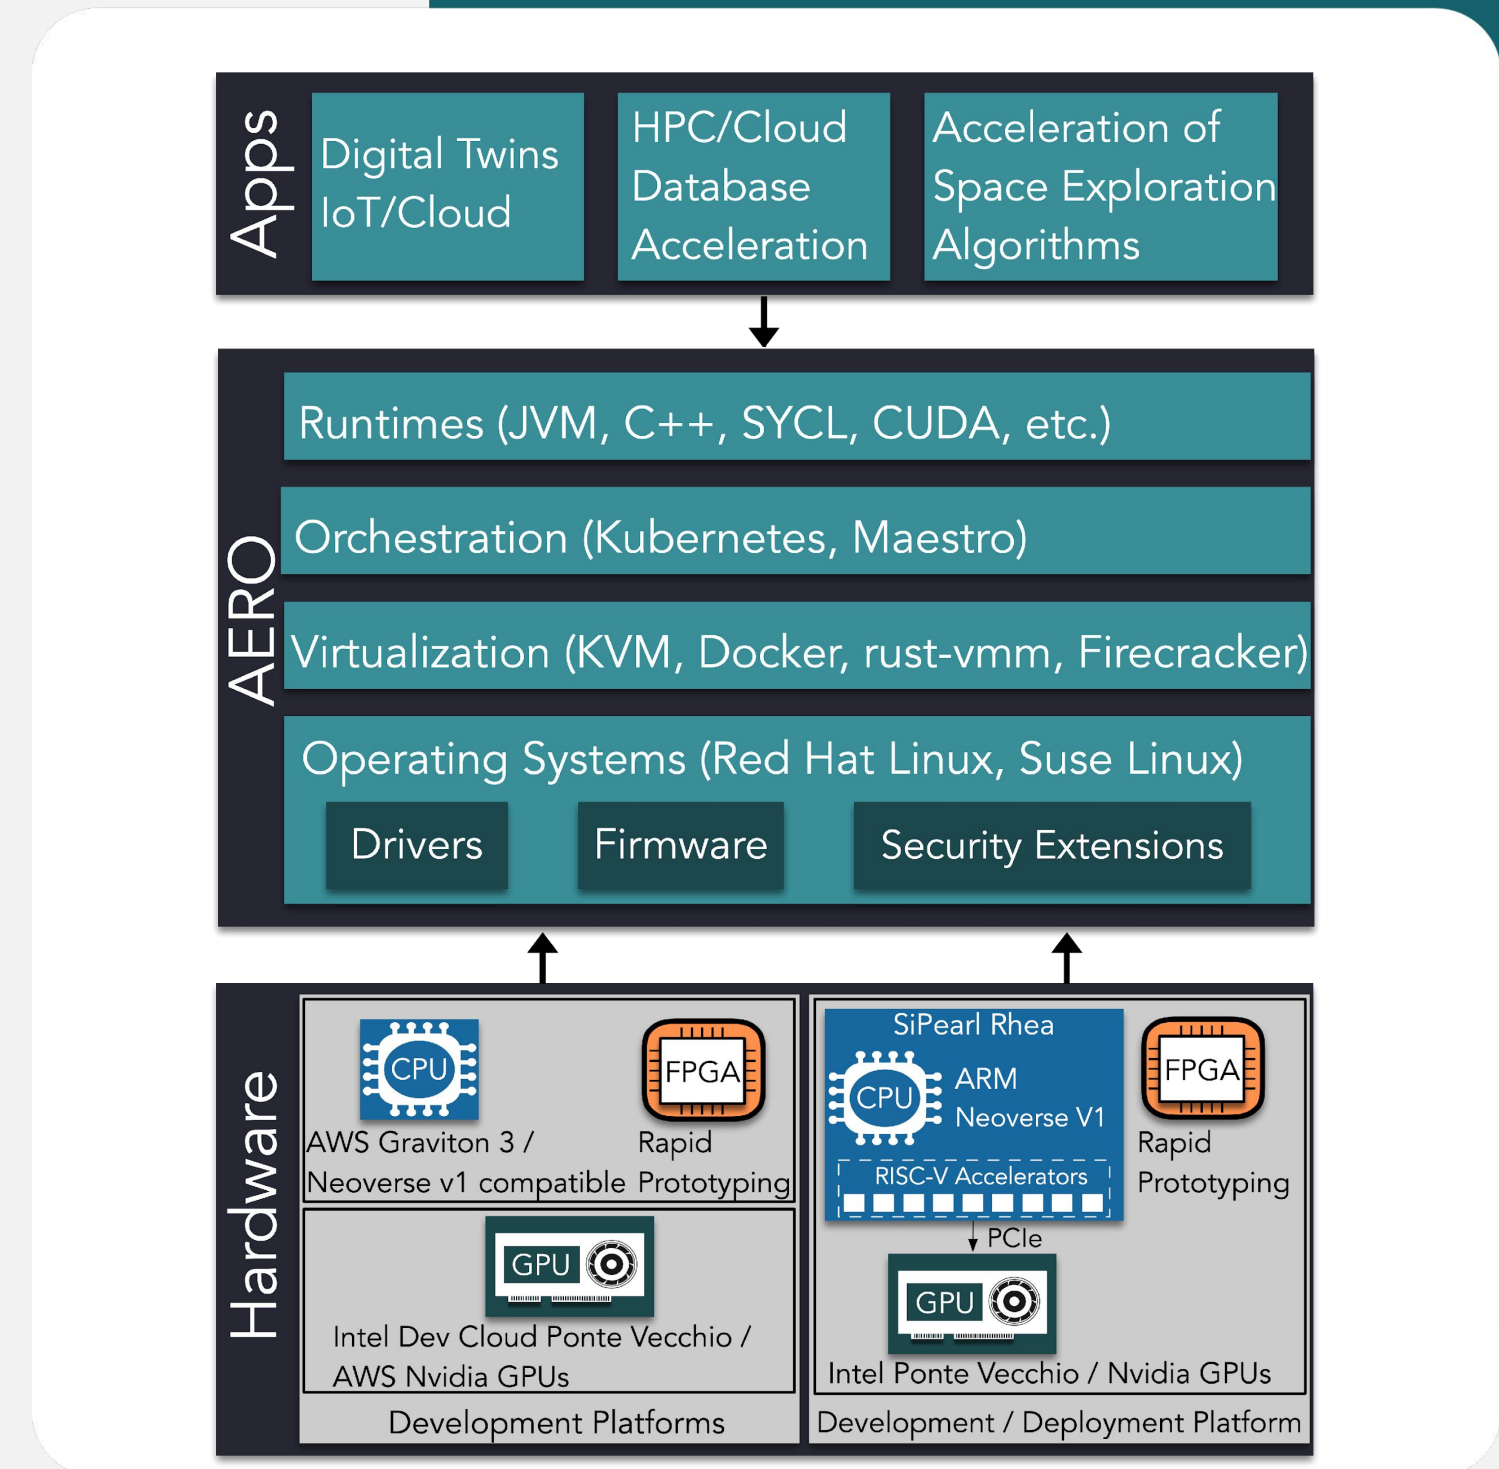 Apps
Digital Twins
IoT/Cloud
HPC/Cloud
Database
Acceleration
Acceleration of
Space Exploration
Algorithms
AERO
Runtimes (JVM, C++, SYCL, CUDA, etc.)
Orchestration (Kubernetes, Maestro)
Virtualization (KVM, Docker, rust-vmm, Firecracker)
Operating Systems (Red Hat Linux, Suse Linux)
Drivers
Firmware
Security Extensions
Hardware
CPU
AWS Graviton 3 /
Neoverse v1 compatible
FPGA
Rapid
Prototyping
GPU
Intel Dev Cloud Ponte Vecchio /
AWS Nvidia GPUs
Development Platforms
SiPearl Rhea
CPU
ARM
Neoverse V1
RISC-V Accelerators
FPGA
Rapid
Prototyping
PCIe
GPU
Intel Ponte Vecchio / Nvidia GPUs
Development / Deployment Platform